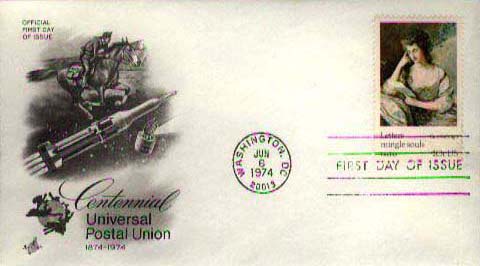 OFFICIAL
FIRST DAY
OF ISSUE
Centennial
Universal
Postal Union
1874-1974
WASHINGTON, DC
JUN
6
1974
20013
Letters
mingle souls
FIRST DAY OF ISSUE